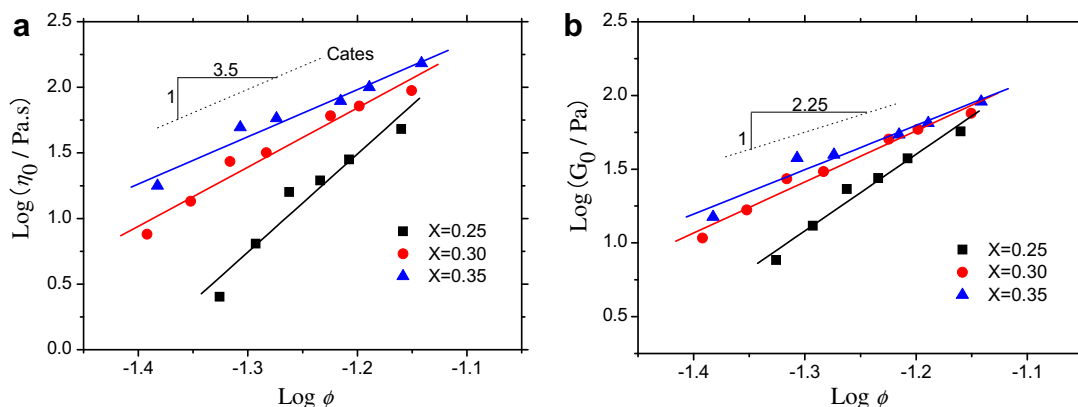 a
Log (η₀ / Pa.s)
2.5
2.0
1.5
1.0
0.5
0.0
3.5
1
Cates
X=0.25
X=0.30
X=0.35
-1.4
-1.3
-1.2
-1.1
Log ϕ
b
Log (G₀ / Pa)
2.5
2.0
1.5
1.0
0.5
2.25
1
X=0.25
X=0.30
X=0.35
-1.4
-1.3
-1.2
-1.1
Log ϕ